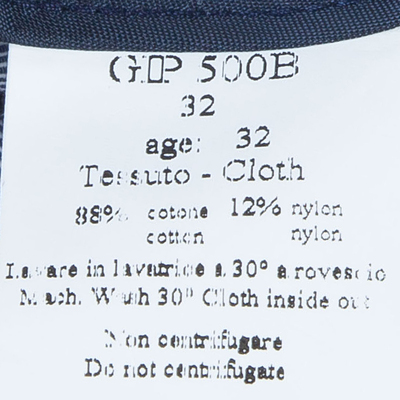 GIP 500B
32
age: 32
Tessuto - Cloth
88% cotone 12% nylon
cotton nylon
Lavare in lavatrice a 30° a rovescio
Mach. Wash 30° Cloth inside out
Non centrifugare
Do not centrifugate